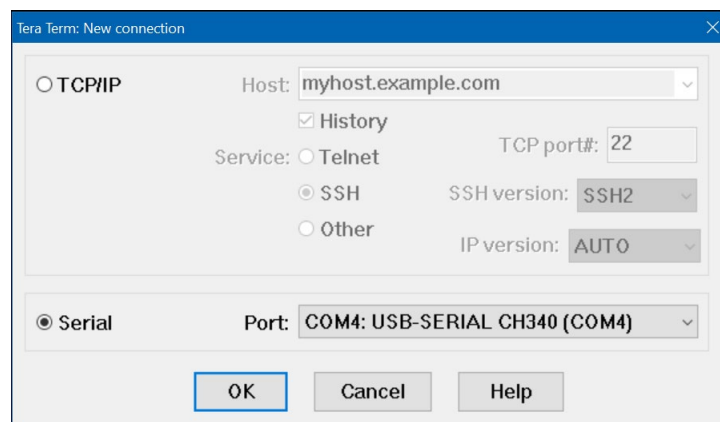 Tera Term: New connection
TCP/IP
Host: myhost.example.com
History
Service: Telnet
TCP port#: 22
SSH
SSH version: SSH2
Other
IP version: AUTO
Serial
Port: COM4: USB-SERIAL CH340 (COM4)
OK
Cancel
Help